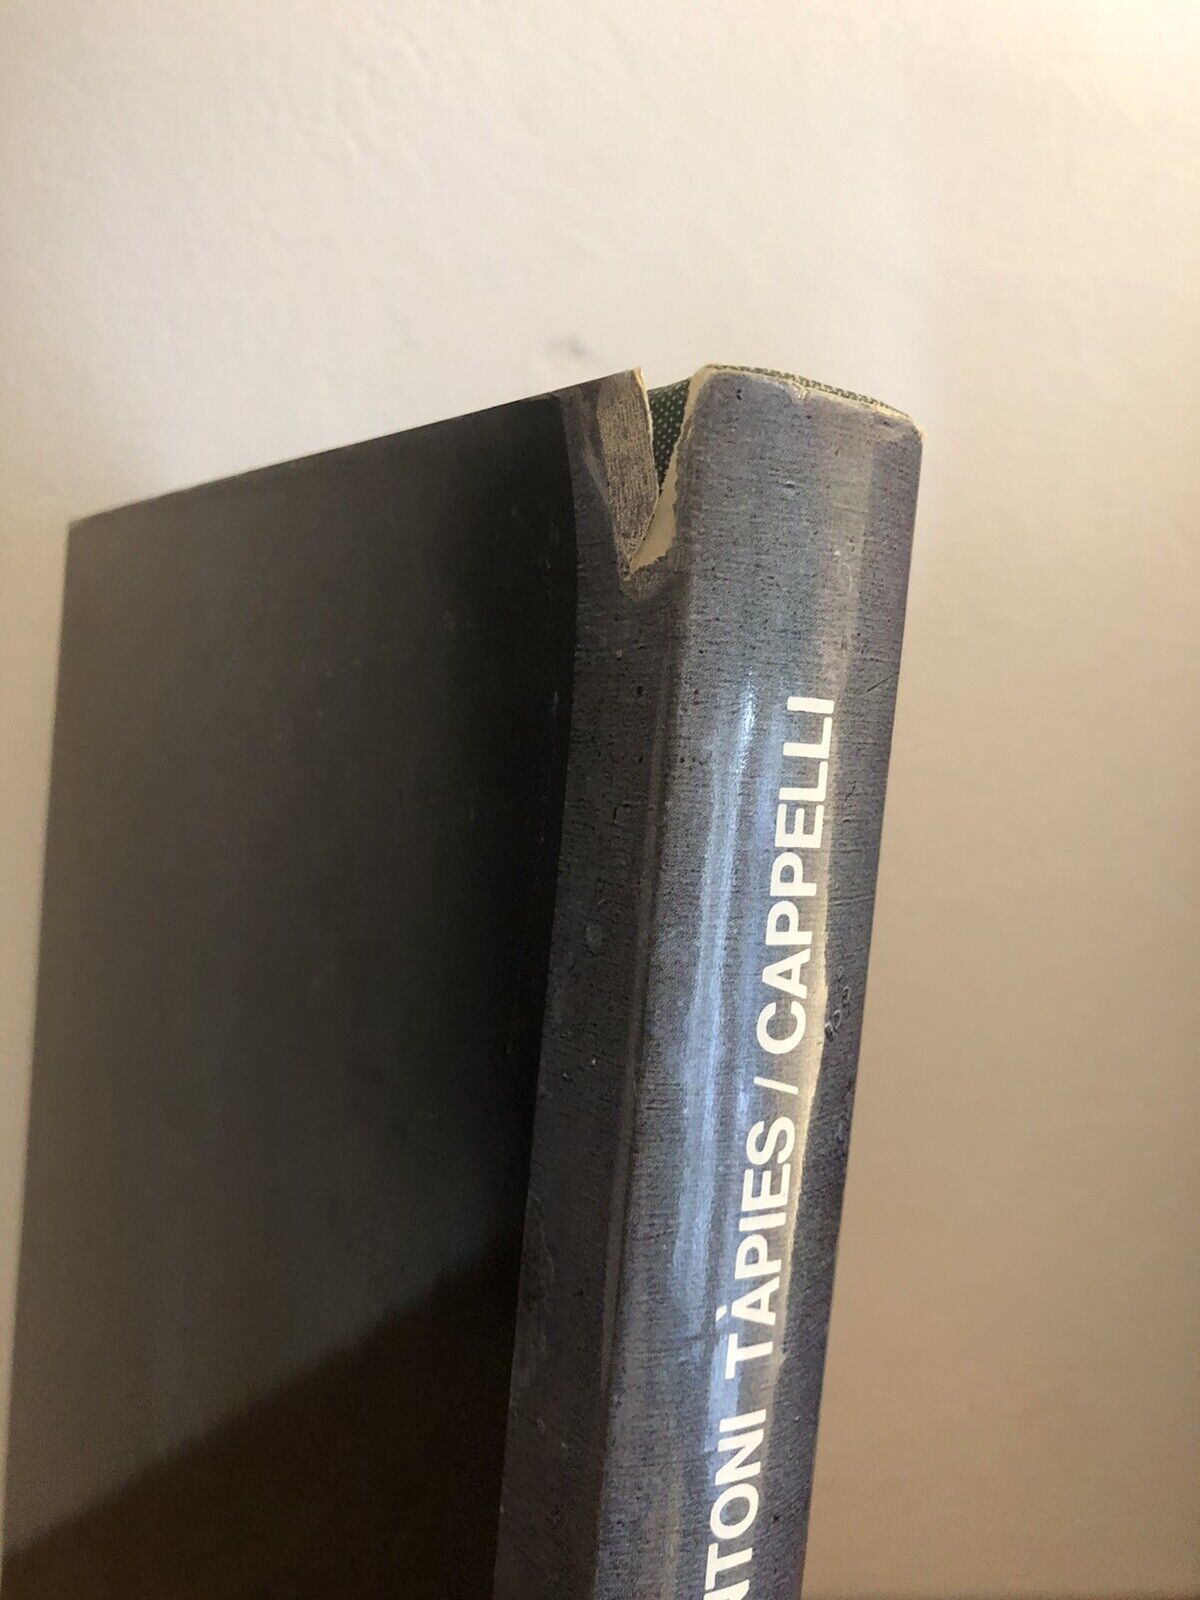 NTONI TÀPIES / CAPPELLI